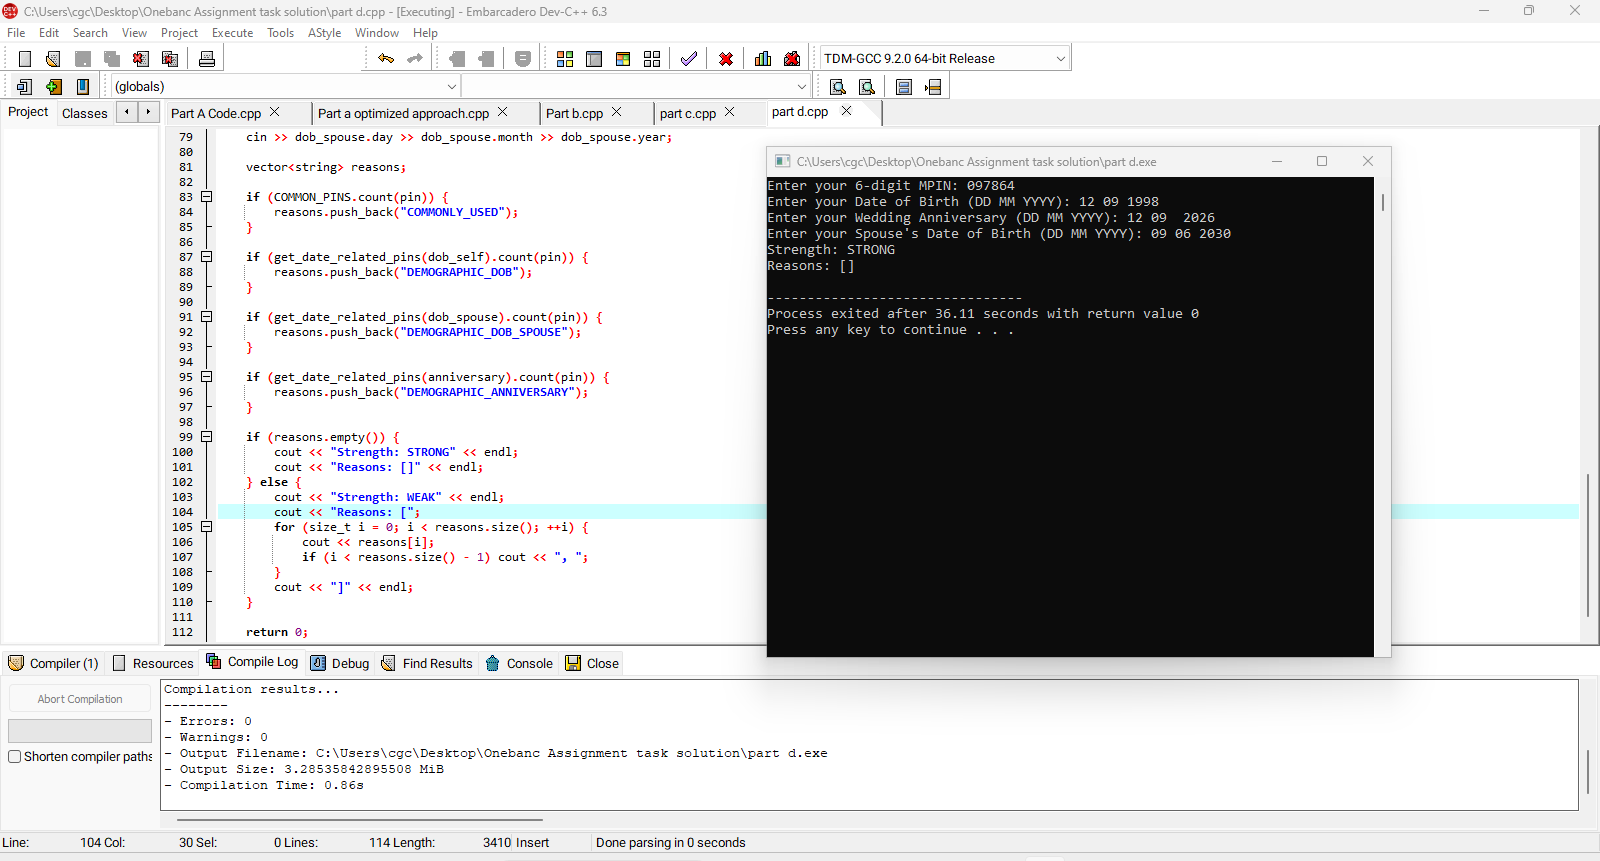 C:\Users\cgc\Desktop\Onebanc Assignment task solution\part d.cpp - [Executing] - Embarcadero Dev-C++ 6.3
File Edit Search View Project Execute Tools AStyle Window Help
TDM-GCC 9.2.0 64-bit Release
(globals)
Project Classes
Part A Code.cpp Part a optimized approach.cpp Part b.cpp part c.cpp part d.cpp
79 cin >> dob_spouse.day >> dob_spouse.month >> dob_spouse.year;
80
81 vector<string> reasons;
82
83 if (COMMON_PINS.count(pin)) {
84 reasons.push_back("COMMONLY_USED");
85 }
86
87 if (get_date_related_pins(dob_self).count(pin)) {
88 reasons.push_back("DEMOGRAPHIC_DOB");
89 }
90
91 if (get_date_related_pins(dob_spouse).count(pin)) {
92 reasons.push_back("DEMOGRAPHIC_DOB_SPOUSE");
93 }
94
95 if (get_date_related_pins(anniversary).count(pin)) {
96 reasons.push_back("DEMOGRAPHIC_ANNIVERSARY");
97 }
98
99 if (reasons.empty()) {
100 cout << "Strength: STRONG" << endl;
101 cout << "Reasons: []" << endl;
102 } else {
103 cout << "Strength: WEAK" << endl;
104 cout << "Reasons: [";
105 for (size_t i = 0; i < reasons.size(); ++i) {
106 cout << reasons[i];
107 if (i < reasons.size() - 1) cout << ", ";
108 }
109 cout << "]" << endl;
110 }
111
112 return 0;
C:\Users\cgc\Desktop\Onebanc Assignment task solution\part d.exe
Enter your 6-digit MPIN: 097864
Enter your Date of Birth (DD MM YYYY): 12 09 1998
Enter your Wedding Anniversary (DD MM YYYY): 12 09  2026
Enter your Spouse's Date of Birth (DD MM YYYY): 09 06 2030
Strength: STRONG
Reasons: []
--------------------------------
Process exited after 36.11 seconds with return value 0
Press any key to continue . . .
Compiler (1) Resources Compile Log Debug Find Results Console Close
Abort Compilation
Shorten compiler paths
Compilation results...
--------
- Errors: 0
- Warnings: 0
- Output Filename: C:\Users\cgc\Desktop\Onebanc Assignment task solution\part d.exe
- Output Size: 3.28535842895508 MiB
- Compilation Time: 0.86s
Line: 104 Col: 30 Sel: 0 Lines: 114 Length: 3410 Insert Done parsing in 0 seconds